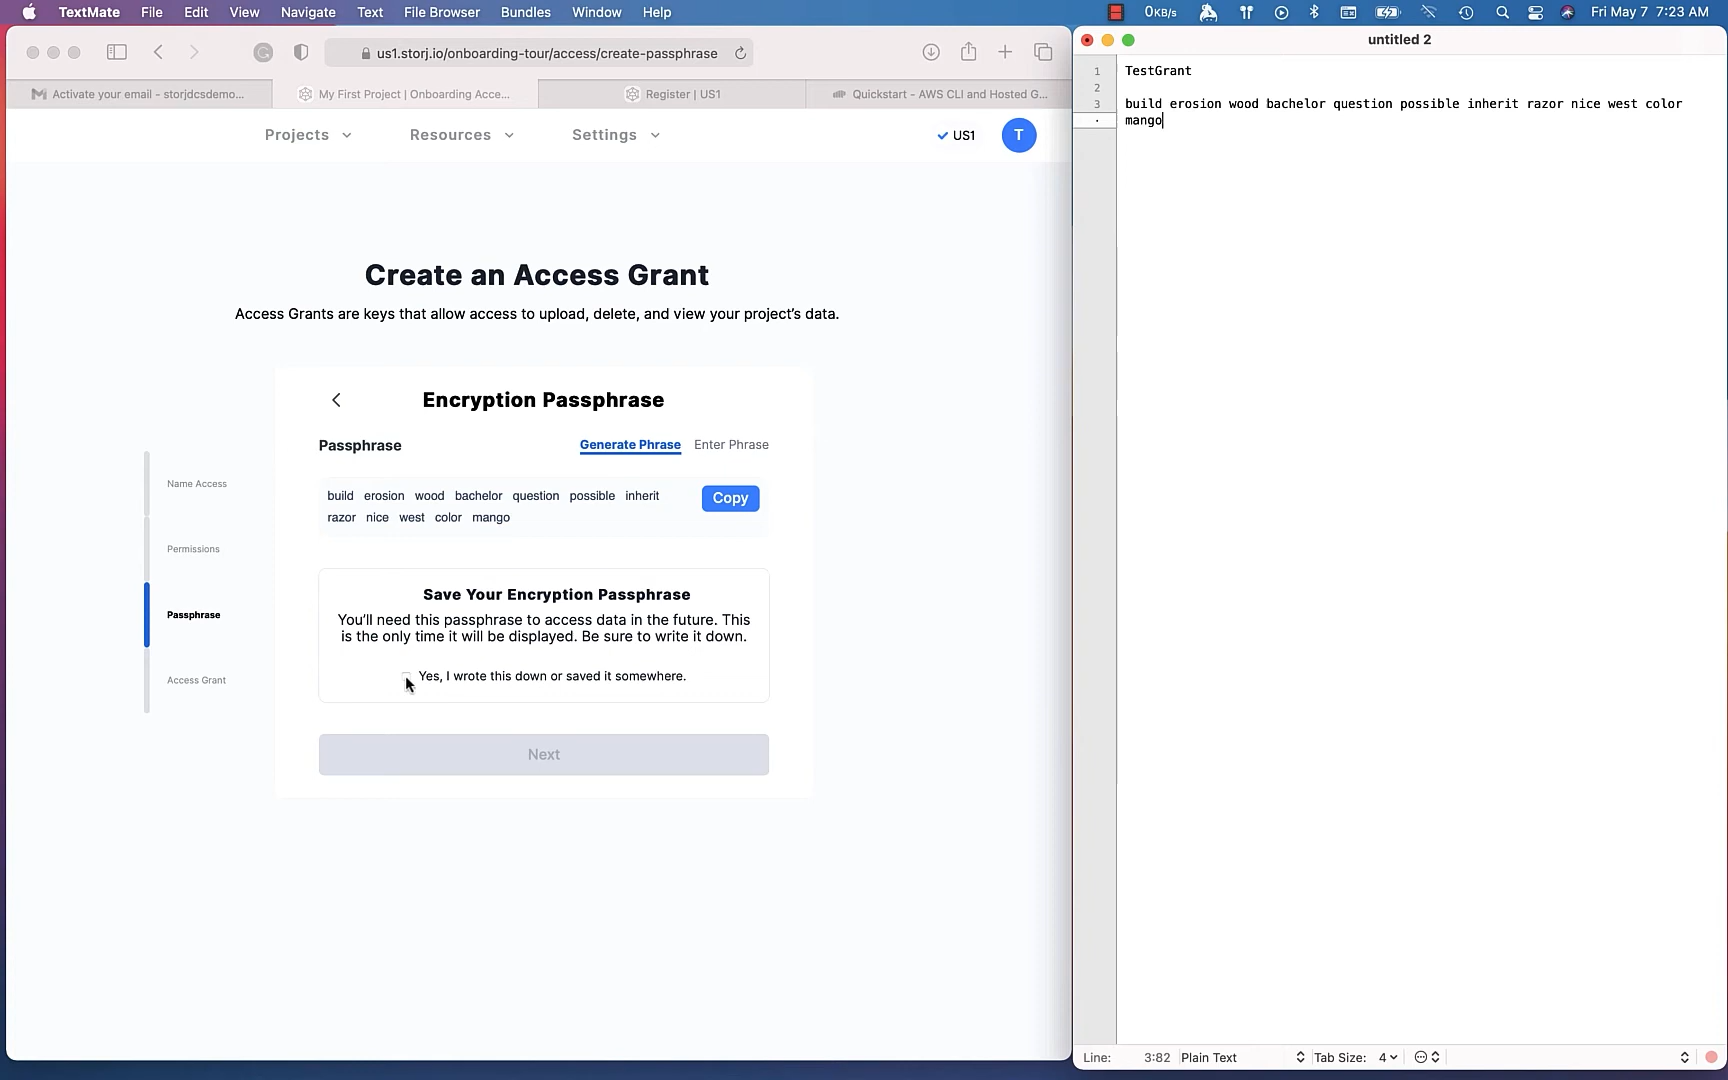 TextMate File Edit View Navigate Text File Browser Bundles Window Help 0KB/s Fri May 7 7:23 AM
us1.storj.io/onboarding-tour/access/create-passphrase
Activate your email - storjdcsdemo...
My First Project | Onboarding Acce...
Register | US1
Quickstart - AWS CLI and Hosted G...
Projects Resources Settings US1 T
Create an Access Grant
Access Grants are keys that allow access to upload, delete, and view your project's data.
Name Access
Permissions
Passphrase
Access Grant
Encryption Passphrase
Passphrase Generate Phrase Enter Phrase
build erosion wood bachelor question possible inherit
razor nice west color mango
Copy
Save Your Encryption Passphrase
You'll need this passphrase to access data in the future. This
is the only time it will be displayed. Be sure to write it down.
Yes, I wrote this down or saved it somewhere.
Next
untitled 2
1 TestGrant
2
3 build erosion wood bachelor question possible inherit razor nice west color
mango
Line: 3:82 Plain Text Tab Size: 4